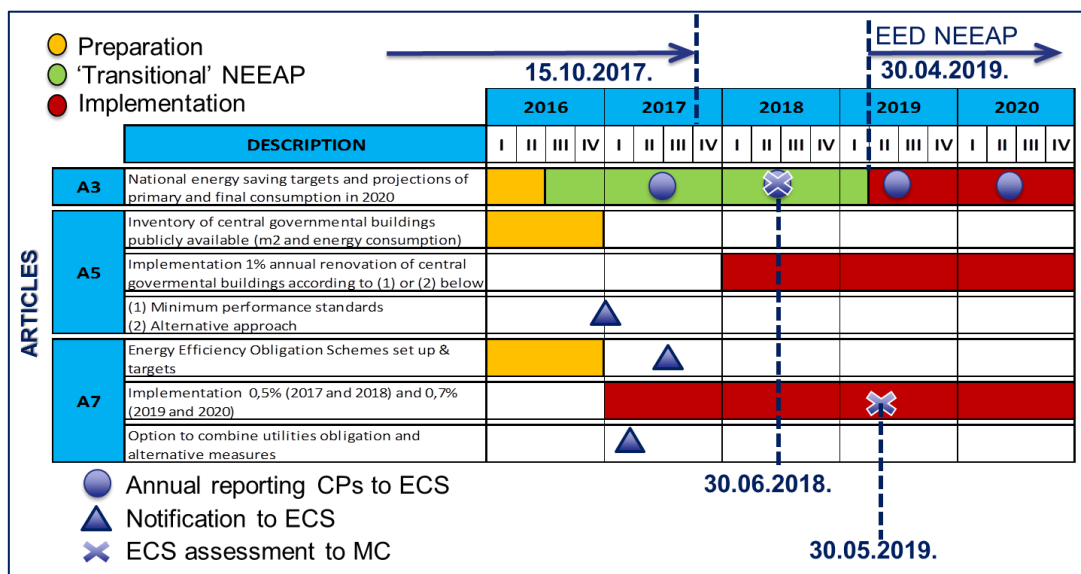 Preparation
'Transitional' NEEAP
Implementation
15.10.2017.
EED NEEAP
30.04.2019.
2016 2017 2018 2019 2020
DESCRIPTION I II III IV I II III IV I II III IV I II III IV I II III IV
ARTICLES
A3 National energy saving targets and projections of
primary and final consumption in 2020
A5
Inventory of central governmental buildings
publicly available (m2 and energy consumption)
Implementation 1% annual renovation of central
govermental buildings according to (1) or (2) below
(1) Minimum performance standards
(2) Alternative approach
A7
Energy Efficiency Obligation Schemes set up &
targets
Implementation 0,5% (2017 and 2018) and 0,7%
(2019 and 2020)
Option to combine utilities obligation and
alternative measures
Annual reporting CPs to ECS
Notification to ECS
ECS assessment to MC
30.06.2018.
30.05.2019.